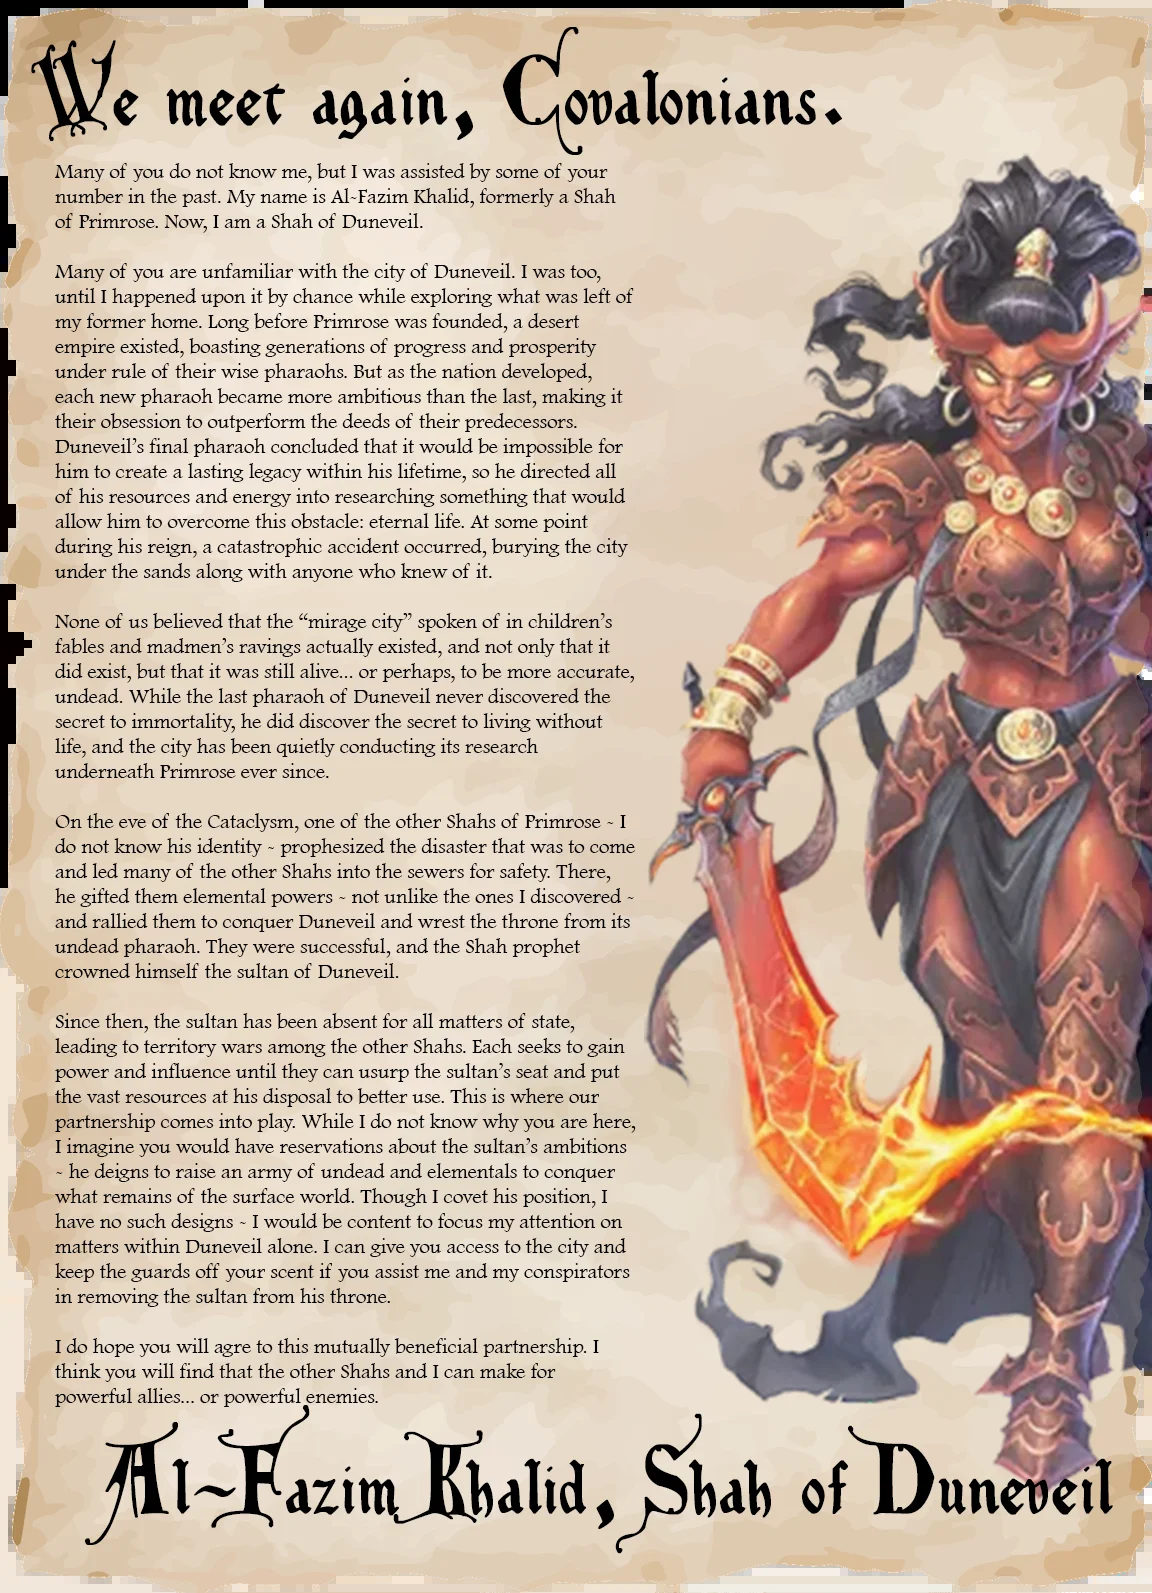 We meet again, Covalonians.
Many of you do not know me, but I was assisted by some of your
number in the past. My name is Al-Fazim Khalid, formerly a Shah
of Primrose. Now, I am a Shah of Duneveil.
Many of you are unfamiliar with the city of Duneveil. I was too,
until I happened upon it by chance while exploring what was left of
my former home. Long before Primrose was founded, a desert
empire existed, boasting generations of progress and prosperity
under rule of their wise pharaohs. But as the nation developed,
each new pharaoh became more ambitious than the last, making it
their obsession to outperform the deeds of their predecessors.
Duneveil’s final pharaoh concluded that it would be impossible for
him to create a lasting legacy within his lifetime, so he directed all
of his resources and energy into researching something that would
allow him to overcome this obstacle: eternal life. At some point
during his reign, a catastrophic accident occurred, burying the city
under the sands along with anyone who knew of it.
None of us believed that the “mirage city” spoken of in children’s
fables and madmen’s ravings actually existed, and not only that it
did exist, but that it was still alive... or perhaps, to be more accurate,
undead. While the last pharaoh of Duneveil never discovered the
secret to immortality, he did discover the secret to living without
life, and the city has been quietly conducting its research
underneath Primrose ever since.
On the eve of the Cataclysm, one of the other Shahs of Primrose - I
do not know his identity - prophesized the disaster that was to come
and led many of the other Shahs into the sewers for safety. There,
he gifted them elemental powers - not unlike the ones I discovered -
and rallied them to conquer Duneveil and wrest the throne from its
undead pharaoh. They were successful, and the Shah prophet
crowned himself the sultan of Duneveil.
Since then, the sultan has been absent for all matters of state,
leading to territory wars among the other Shahs. Each seeks to gain
power and influence until they can usurp the sultan’s seat and put
the vast resources at his disposal to better use. This is where our
partnership comes into play. While I do not know why you are here,
I imagine you would have reservations about the sultan’s ambitions
- he deigns to raise an army of undead and elementals to conquer
what remains of the surface world. Though I covet his position, I
have no such designs - I would be content to focus my attention on
matters within Duneveil alone. I can give you access to the city and
keep the guards off your scent if you assist me and my conspirators
in removing the sultan from his throne.
I do hope you will agre to this mutually beneficial partnership. I
think you will find that the other Shahs and I can make for
powerful allies... or powerful enemies.
Al-Fazim Khalid, Shah of Duneveil